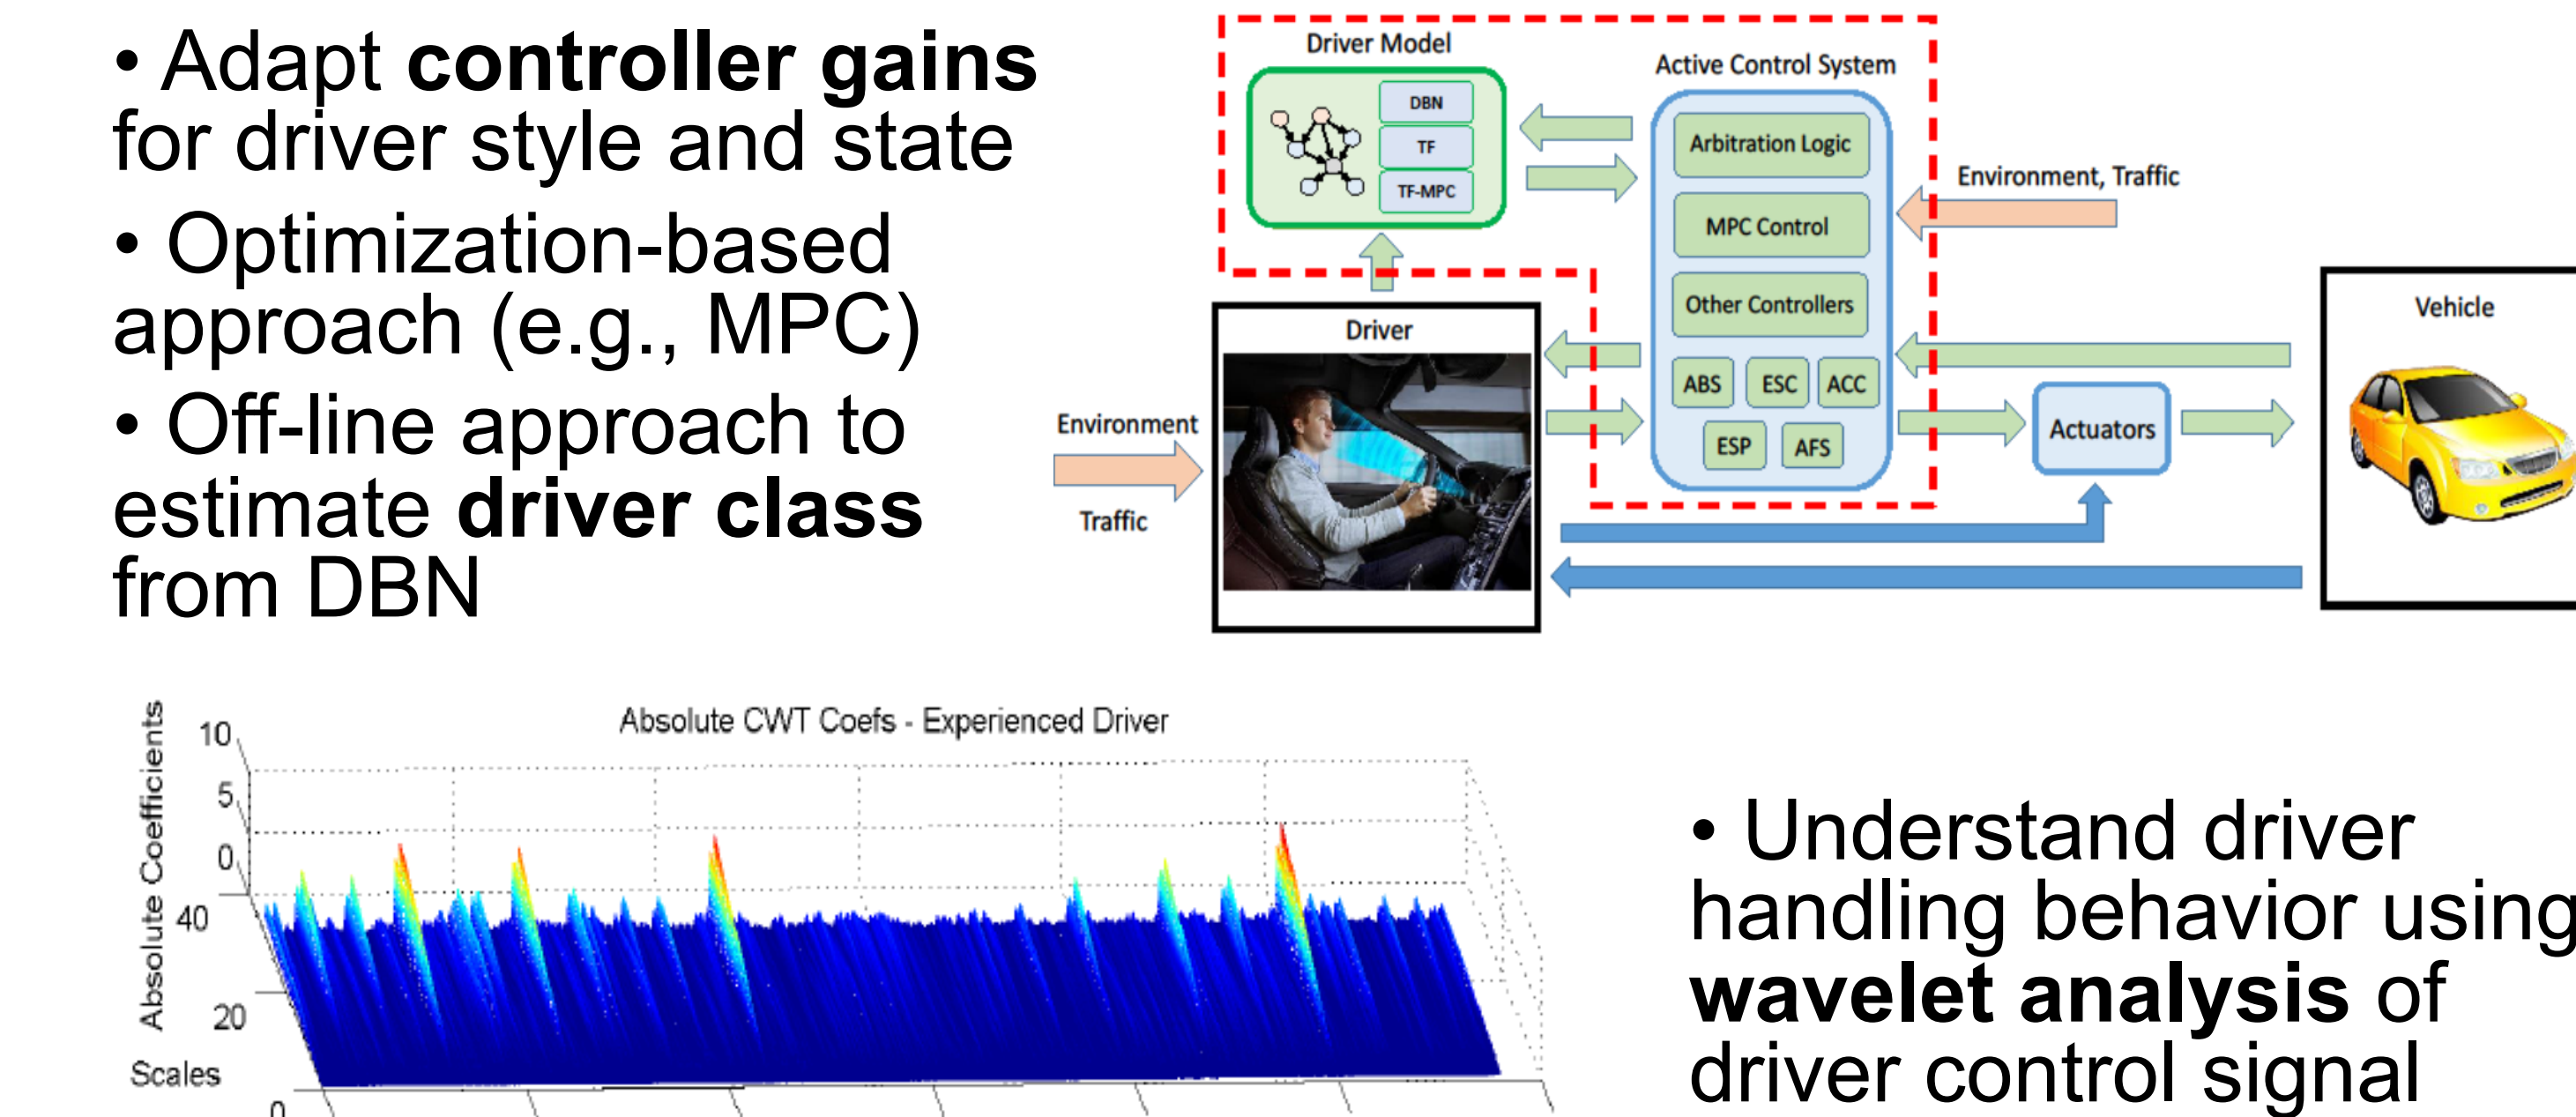 • Adapt controller gains
for driver style and state
• Optimization-based
approach (e.g., MPC)
• Off-line approach to
estimate driver class
from DBN
Driver Model
DBN
TF
TF-MPC
Active Control System
Arbitration Logic
MPC Control
Other Controllers
ABS ESC ACC
ESP AFS
Environment, Traffic
Driver
Environment
Traffic
Actuators
Vehicle
Absolute CWT Coefs - Experienced Driver
Absolute Coefficients
10
5
0
40
20
Scales
0
• Understand driver
handling behavior using
wavelet analysis of
driver control signal